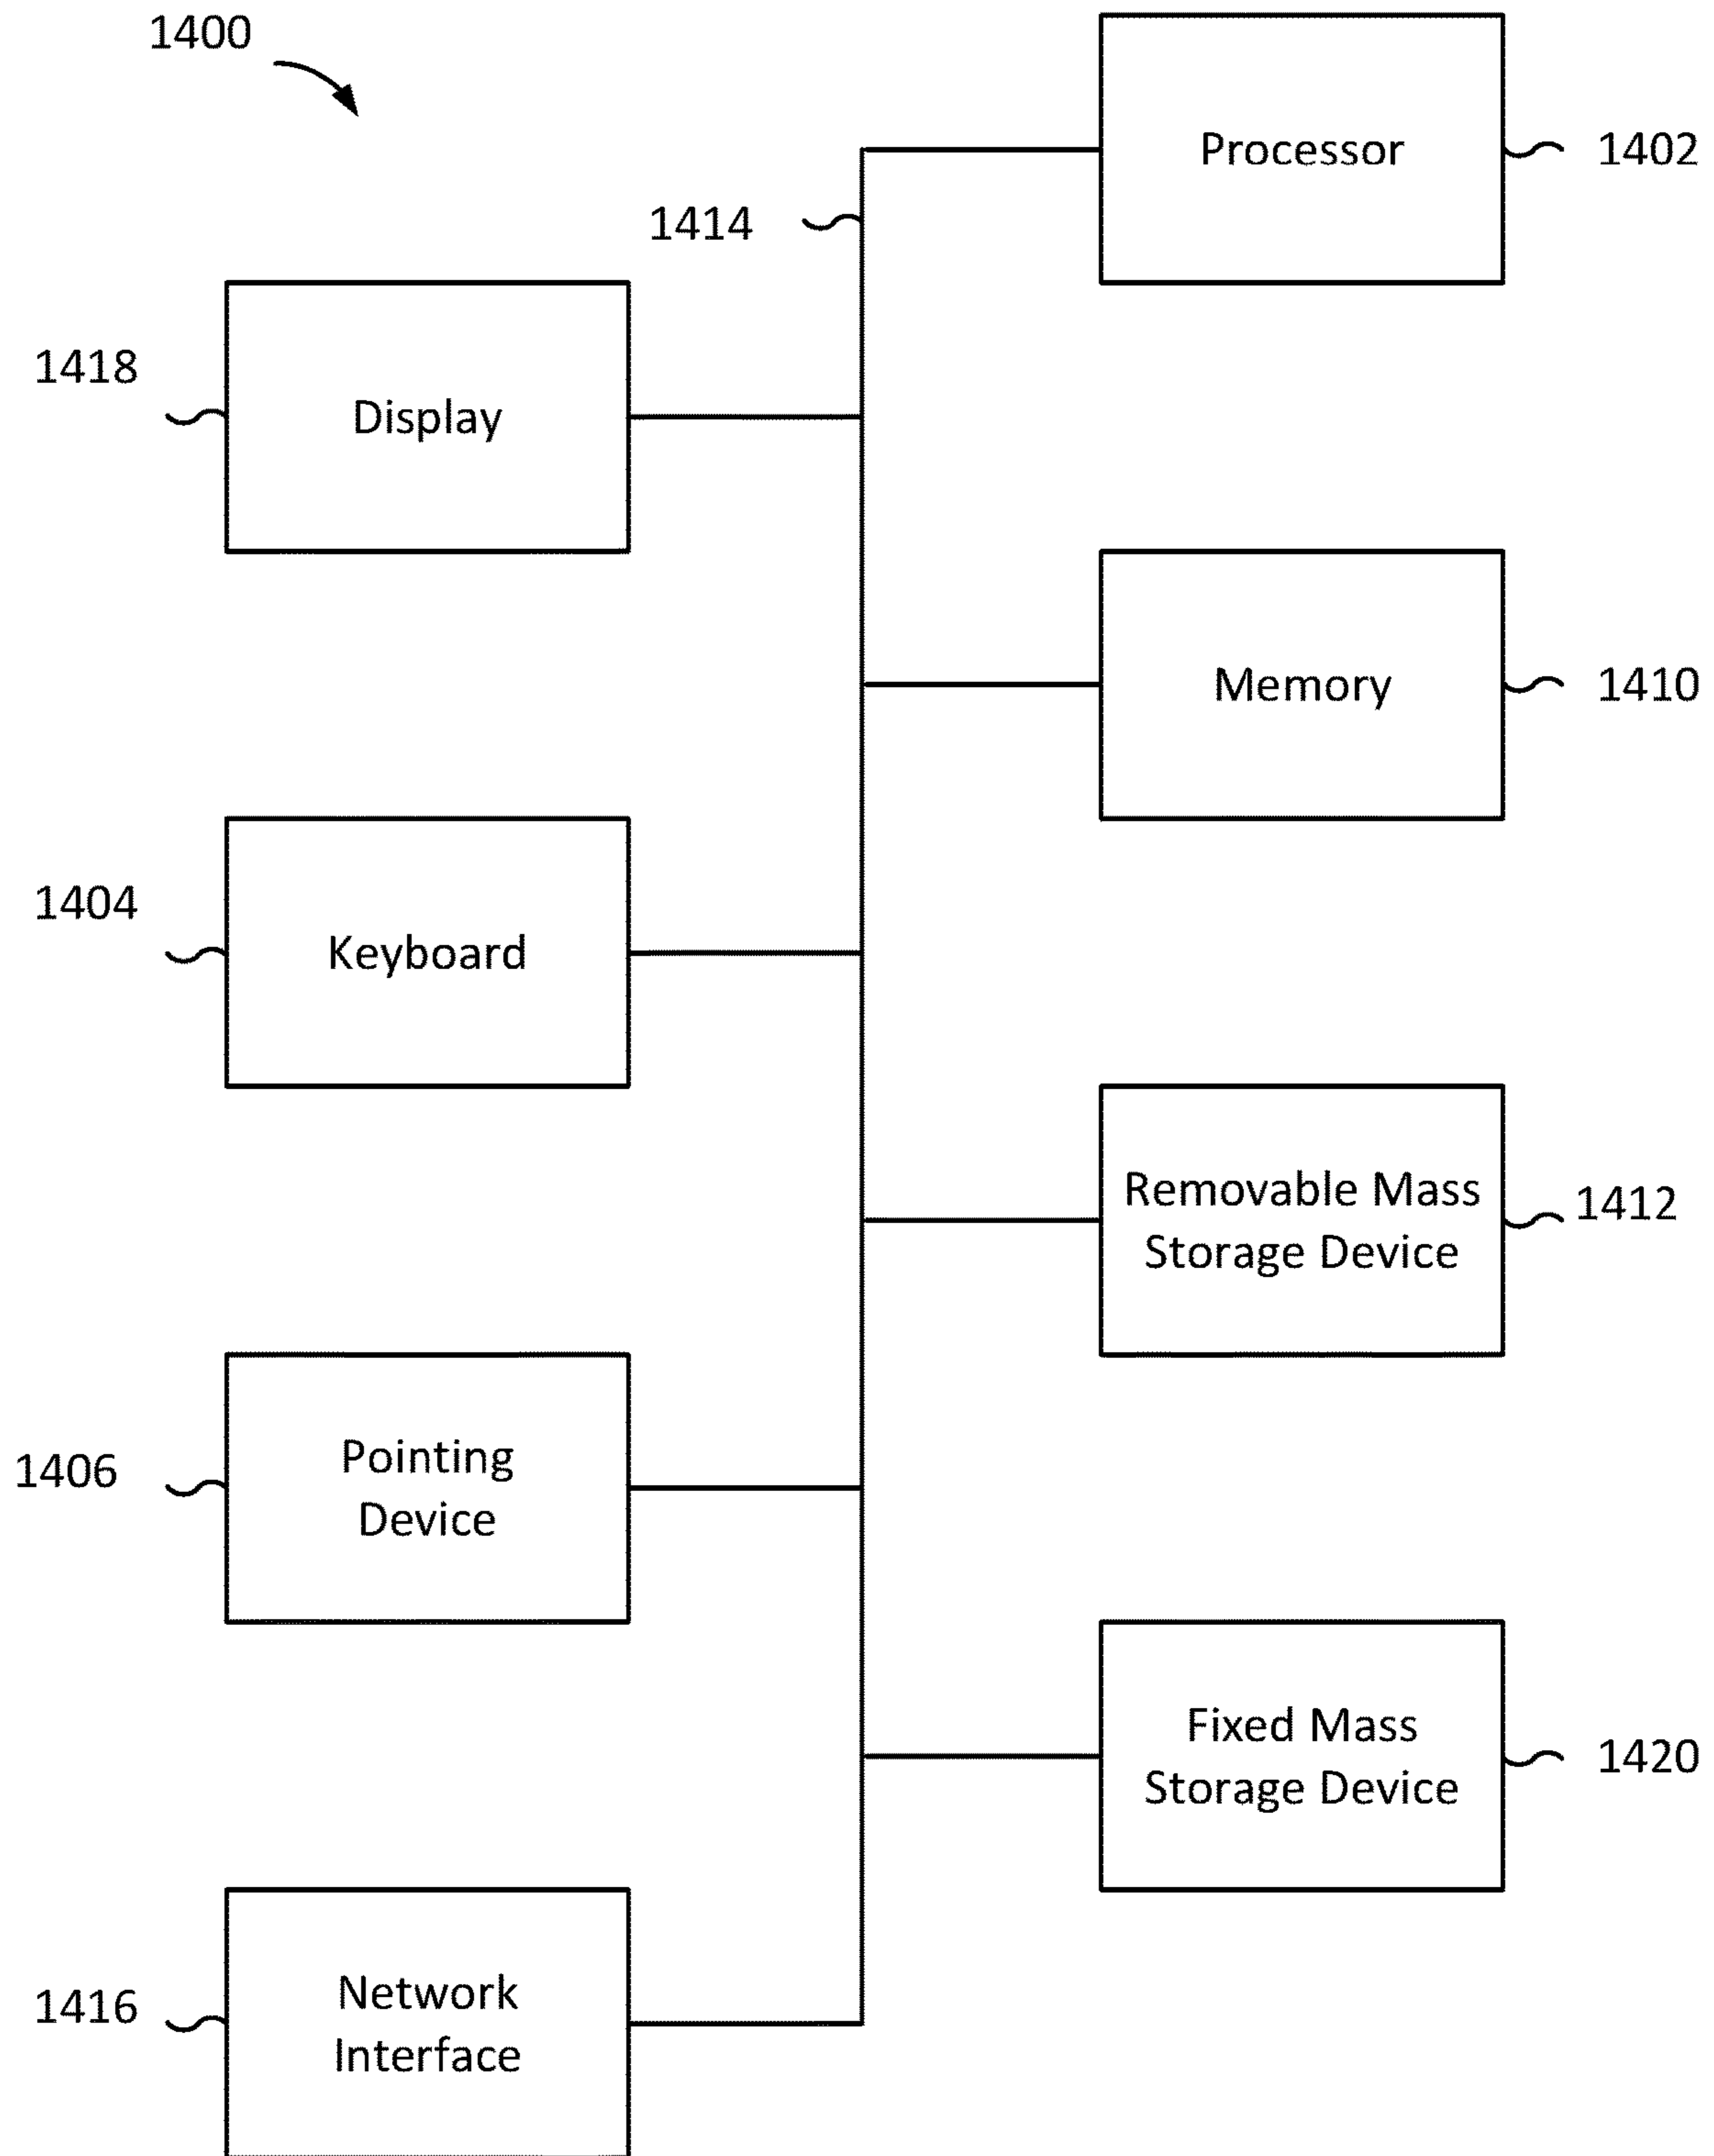 1400
Processor
1402
1414
1418
Display
Memory
1410
1404
Keyboard
Removable Mass
Storage Device
1412
1406
Pointing
Device
Fixed Mass
Storage Device
1420
1416
Network
Interface